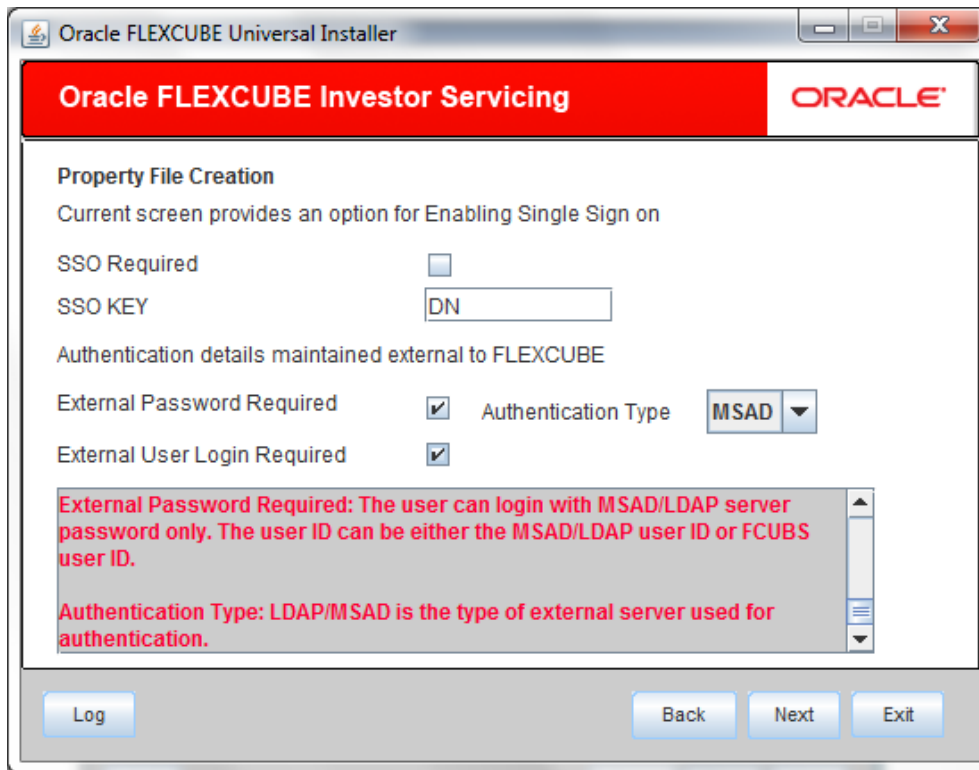 Oracle FLEXCUBE Universal Installer
Oracle FLEXCUBE Investor Servicing
ORACLE
Property File Creation
Current screen provides an option for Enabling Single Sign on
SSO Required
SSO KEY
DN
Authentication details maintained external to FLEXCUBE
External Password Required
Authentication Type
MSAD
External User Login Required
External Password Required: The user can login with MSAD/LDAP server
password only. The user ID can be either the MSAD/LDAP user ID or FCUBS
user ID.
Authentication Type: LDAP/MSAD is the type of external server used for
authentication.
Log
Back
Next
Exit